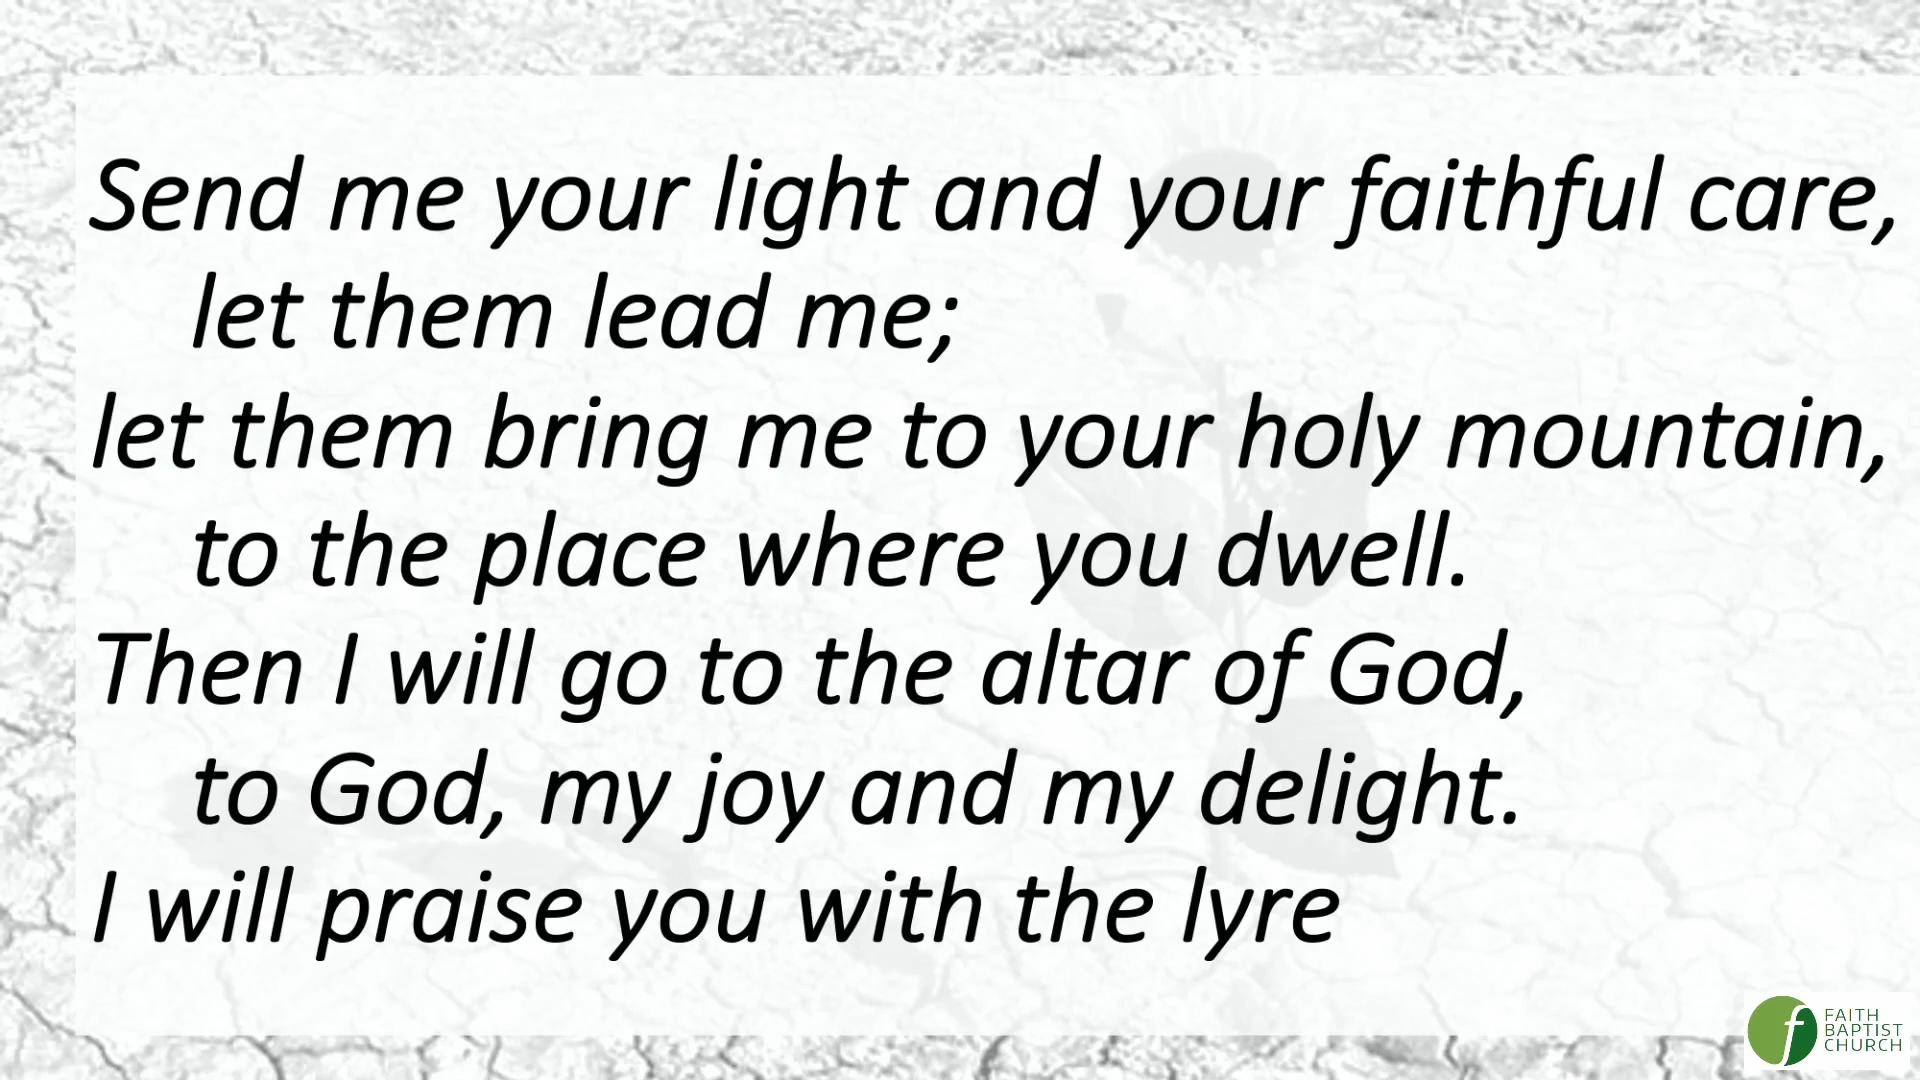 Send me your light and your faithful care,
let them lead me;
let them bring me to your holy mountain,
to the place where you dwell.
Then I will go to the altar of God,
to God, my joy and my delight.
I will praise you with the lyre
f FAITH
BAPTIST
CHURCH